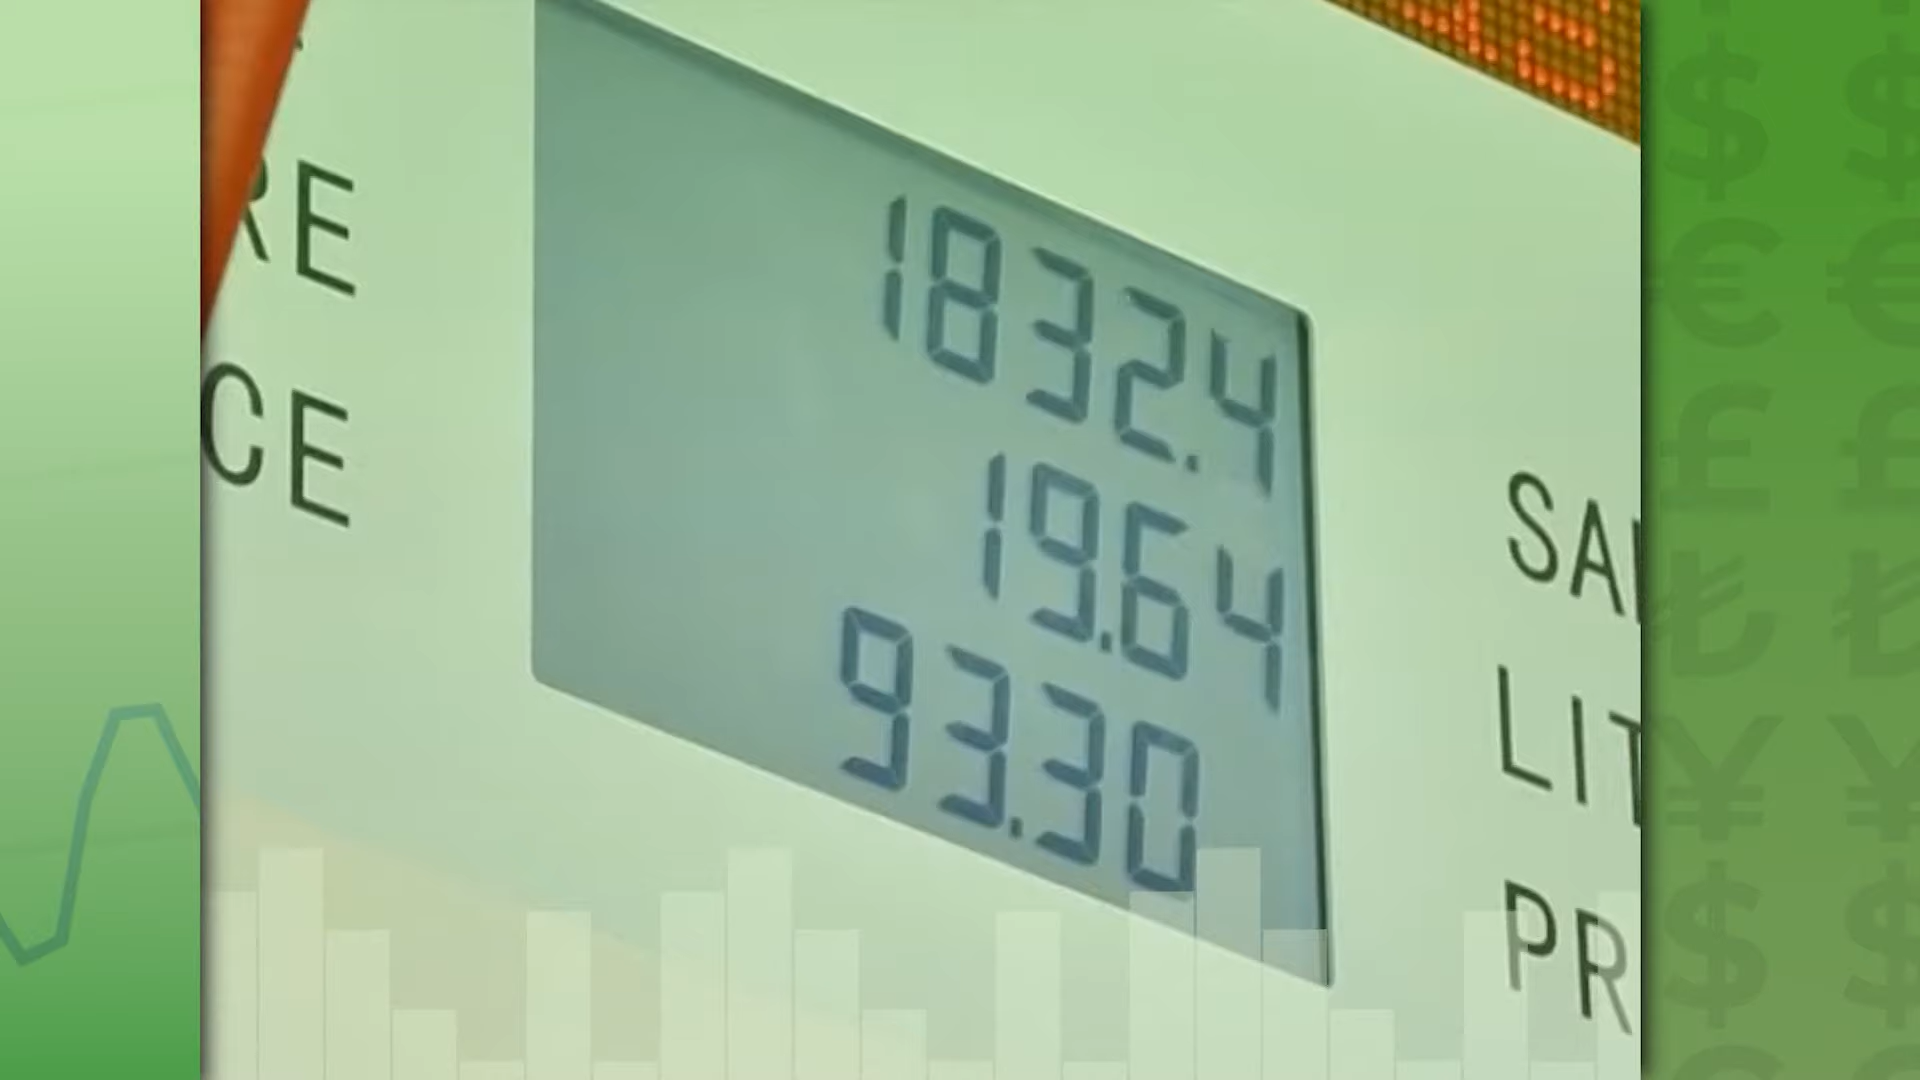 RE
CE
1832.4
19.64
93.30
SA
LIT
PR
$ $
€ €
£ £
₺ ₺
¥ ¥
$ $